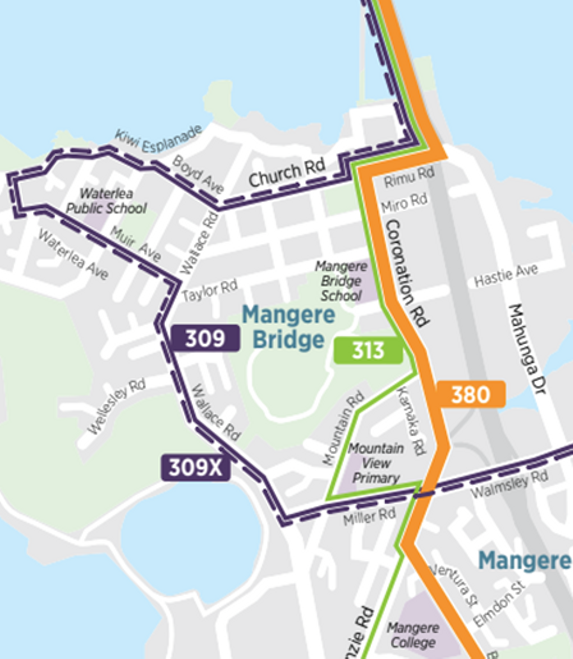 Kiwi Esplanade
Boyd Ave
Church Rd
Rimu Rd
Miro Rd
Waterlea
Public School
Muir Ave
Wallace Rd
Waterlea Ave
Taylor Rd
Mangere
Bridge
School
Coronation Rd
Hastie Ave
Mahunga Dr
Mangere
Bridge
309
313
380
Wellesley Rd
Wallace Rd
Mountain Rd
Kamaka Rd
Mountain
View
Primary
309X
Walmsley Rd
Miller Rd
Mangere
Ventura St
Elmdon St
Mangere
College
nzie Rd